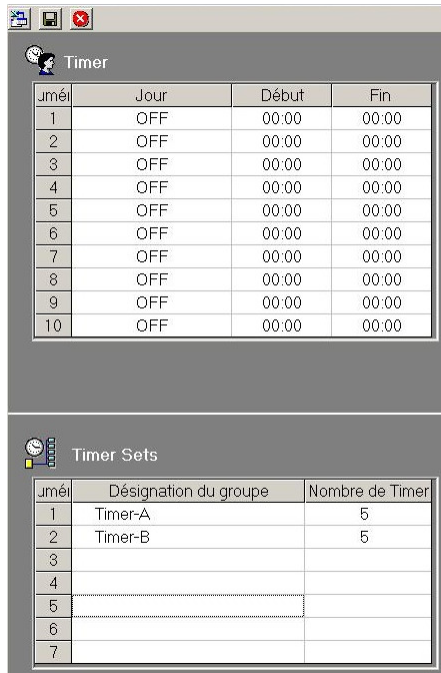 Timer
uméı Jour Début Fin
1 OFF 00:00 00:00
2 OFF 00:00 00:00
3 OFF 00:00 00:00
4 OFF 00:00 00:00
5 OFF 00:00 00:00
6 OFF 00:00 00:00
7 OFF 00:00 00:00
8 OFF 00:00 00:00
9 OFF 00:00 00:00
10 OFF 00:00 00:00
Timer Sets
uméı Désignation du groupe Nombre de Timer
1 Timer-A 5
2 Timer-B 5
3
4
5
6
7